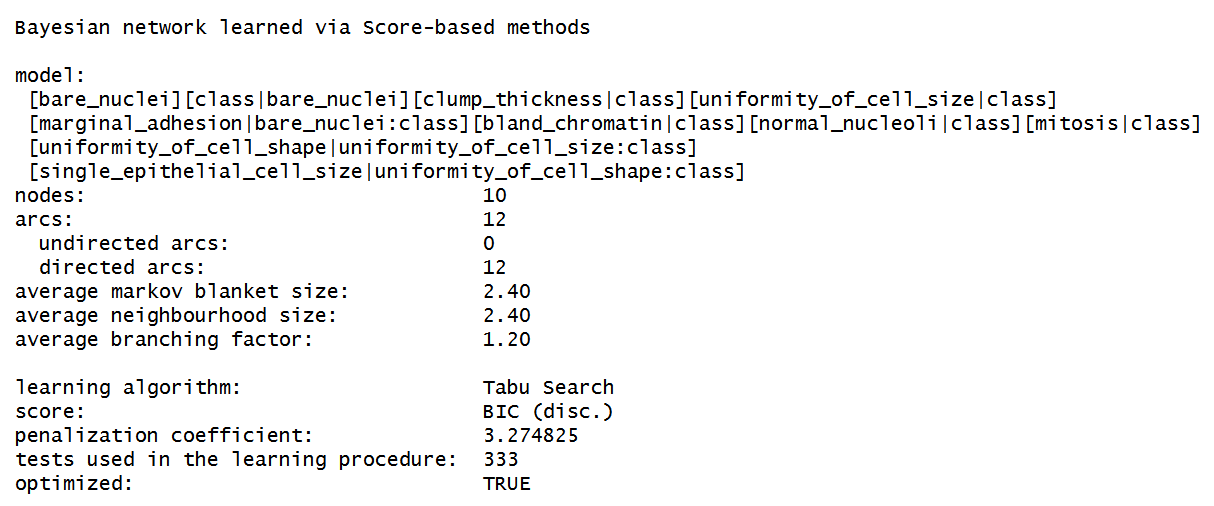 Bayesian network learned via Score-based methods

model:
 [bare_nuclei][class|bare_nuclei][clump_thickness|class][uniformity_of_cell_size|class]
 [marginal_adhesion|bare_nuclei:class][bland_chromatin|class][normal_nucleoli|class][mitosis|class]
 [uniformity_of_cell_shape|uniformity_of_cell_size:class]
 [single_epithelial_cell_size|uniformity_of_cell_shape:class]
nodes:                                 10
arcs:                                  12
  undirected arcs:                     0
  directed arcs:                       12
average markov blanket size:           2.40
average neighbourhood size:            2.40
average branching factor:              1.20

learning algorithm:                    Tabu Search
score:                                 BIC (disc.)
penalization coefficient:              3.274825
tests used in the learning procedure:  333
optimized:                             TRUE